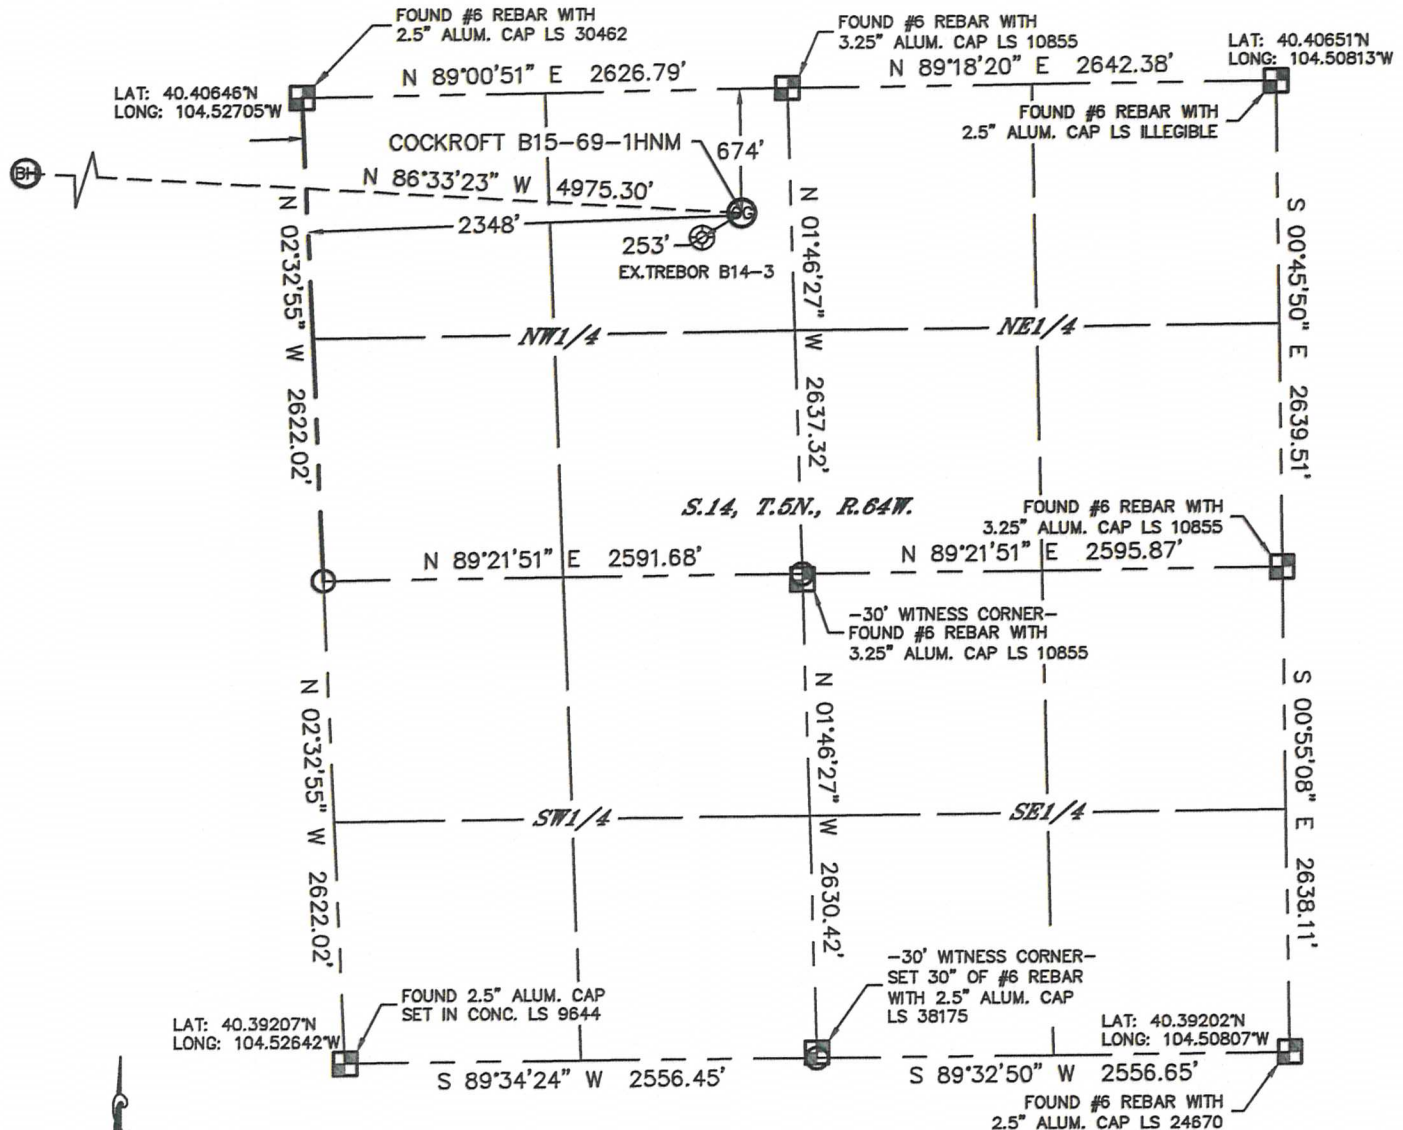 FOUND #6 REBAR WITH
2.5" ALUM. CAP LS 30462
FOUND #6 REBAR WITH
3.25" ALUM. CAP LS 10855
LAT: 40.40651°N
LONG: 104.50813°W
LAT: 40.40646°N
LONG: 104.52705°W
N 89°00'51" E 2626.79'
N 89°18'20" E 2642.38'
FOUND #6 REBAR WITH
2.5" ALUM. CAP LS ILLEGIBLE
COCKROFT B15-69-1HNM
674'
BH
N 86°33'23" W 4975.30'
2348'
253'
EX.TREBOR B14-3
N 02°32'55" W 2622.02'
N 01°46'27" W 2637.32'
S 00°45'50" E 2639.51'
NW1/4
NE1/4
S.14, T.5N., R.64W.
FOUND #6 REBAR WITH
3.25" ALUM. CAP LS 10855
N 89°21'51" E 2591.68'
N 89°21'51" E 2595.87'
-30' WITNESS CORNER-
FOUND #6 REBAR WITH
3.25" ALUM. CAP LS 10855
N 02°32'55" W 2622.02'
N 01°46'27" W 2630.42'
S 00°55'08" E 2638.11'
SW1/4
SE1/4
-30' WITNESS CORNER-
SET 30" OF #6 REBAR
WITH 2.5" ALUM. CAP
LS 38175
FOUND 2.5" ALUM. CAP
SET IN CONC. LS 9644
LAT: 40.39207°N
LONG: 104.52642°W
LAT: 40.39202°N
LONG: 104.50807°W
S 89°34'24" W 2556.45'
S 89°32'50" W 2556.65'
FOUND #6 REBAR WITH
2.5" ALUM. CAP LS 24670